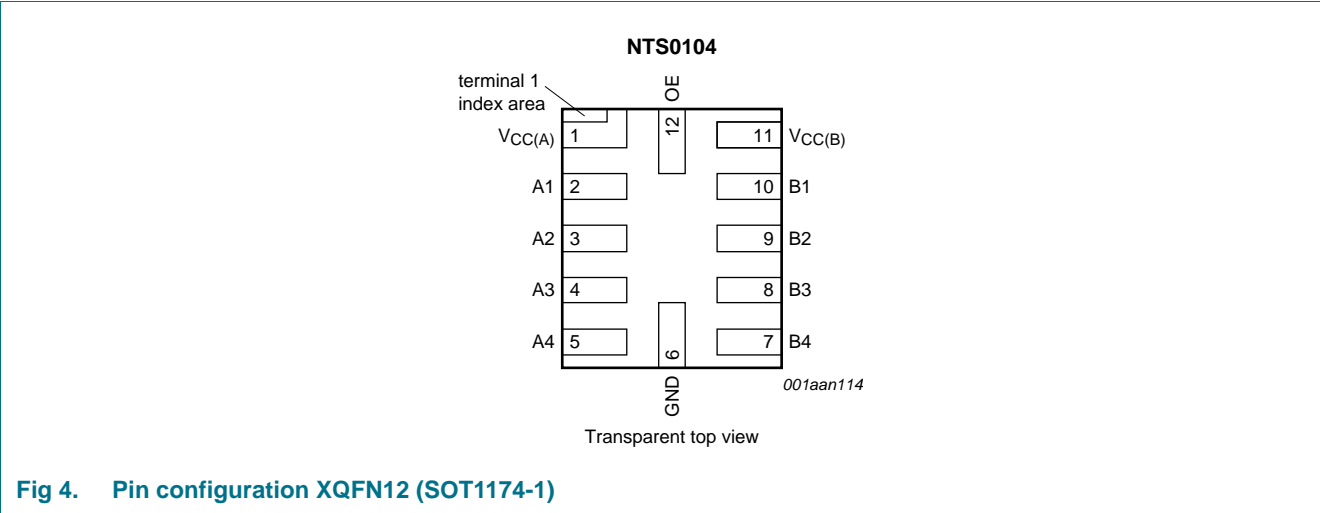 NTS0104
terminal 1
index area
OE
12
VCC(A) 1
11 VCC(B)
A1 2
10 B1
A2 3
9 B2
A3 4
8 B3
A4 5
7 B4
6
GND
001aan114
Transparent top view
Fig 4. Pin configuration XQFN12 (SOT1174-1)